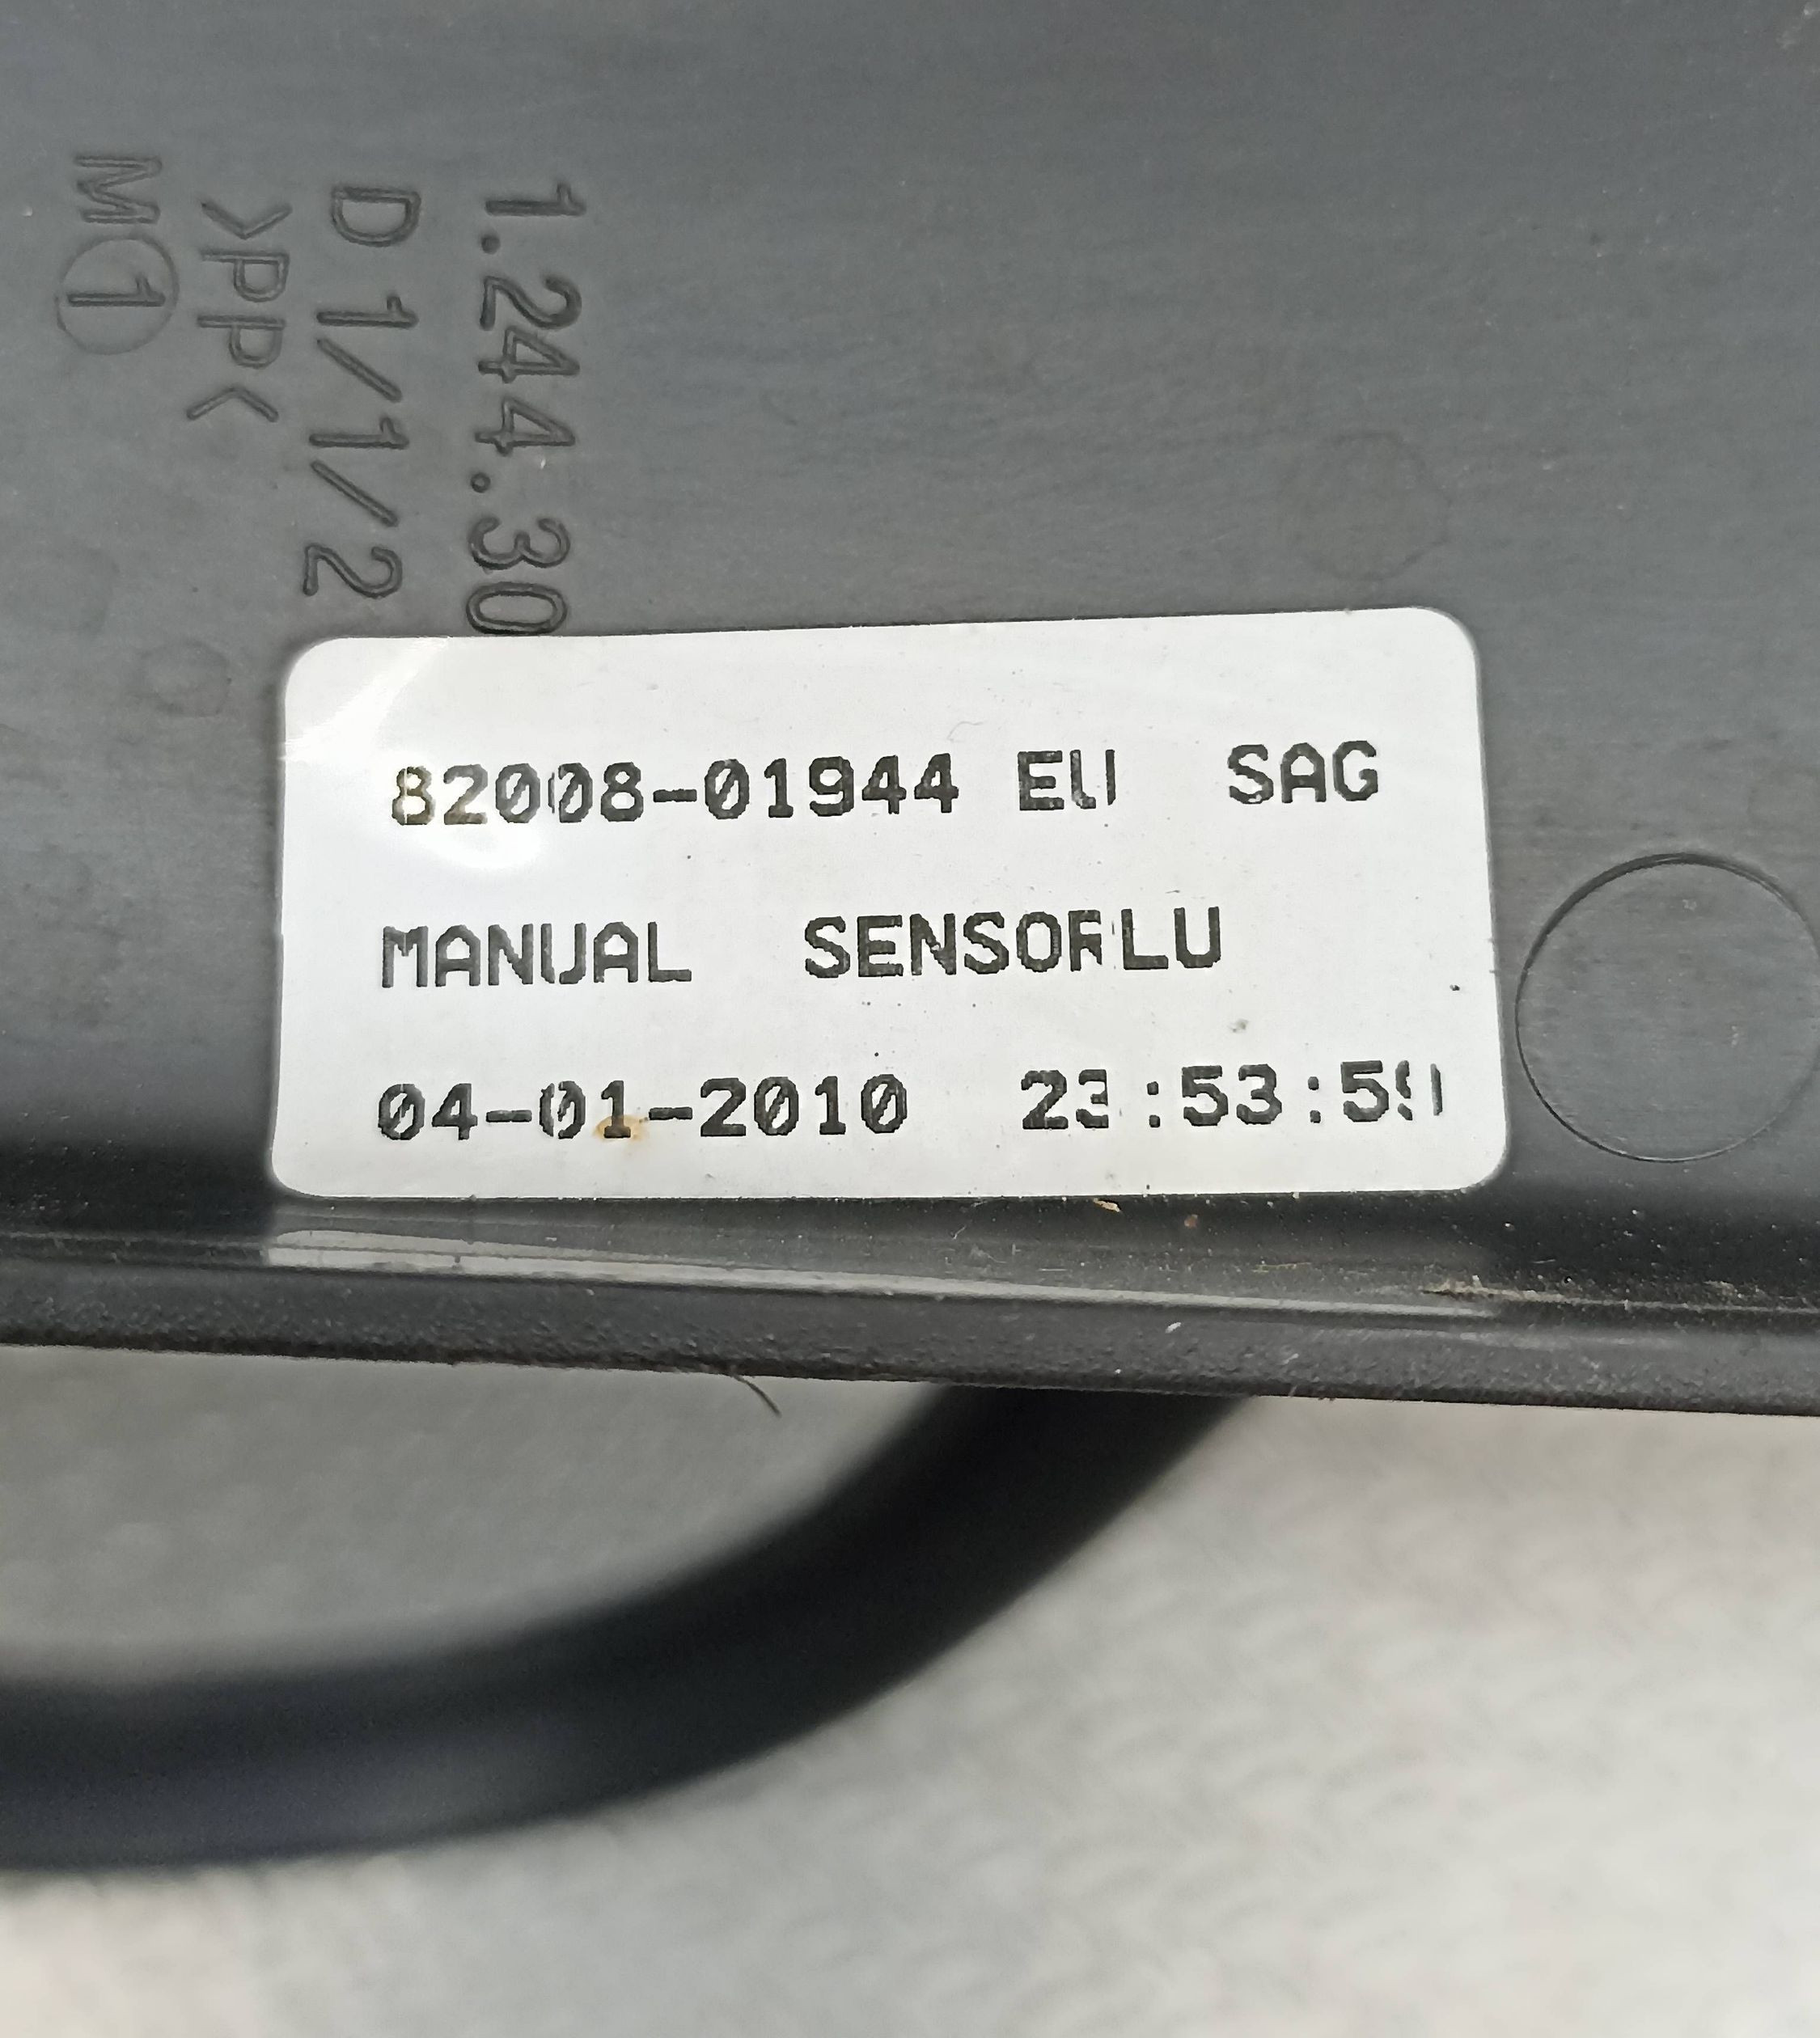 1.244.30
D 1/1/2
>PP<
M 1
82008-01944 EU SAG
MANUAL SENSORLU
04-01-2010 23:53:59